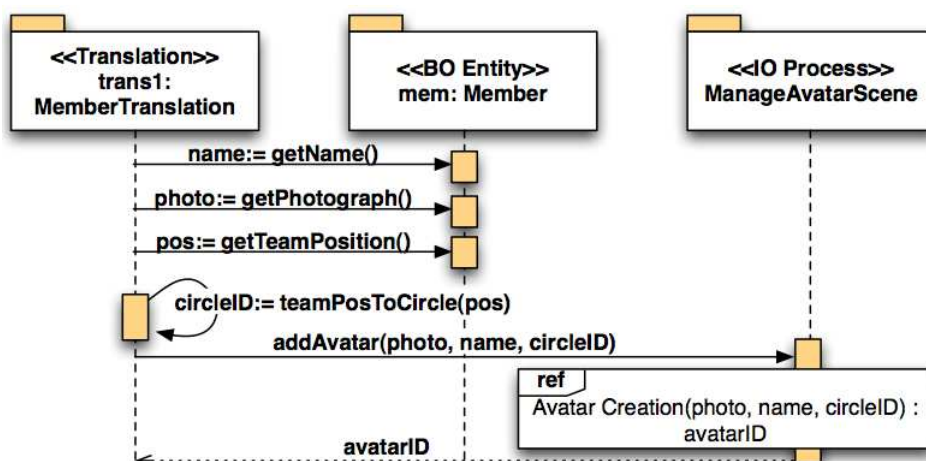 <<Translation>>
trans1:
MemberTranslation
<<BO Entity>>
mem: Member
<<IO Process>>
ManageAvatarScene
name:= getName()
photo:= getPhotograph()
pos:= getTeamPosition()
circleID:= teamPosToCircle(pos)
addAvatar(photo, name, circleID)
ref
Avatar Creation(photo, name, circleID) :
avatarID
avatarID